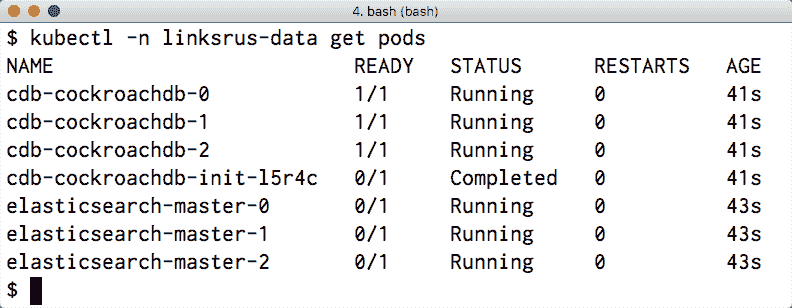 4. bash (bash)
$ kubectl -n linksrus-data get pods
NAME READY STATUS RESTARTS AGE
cdb-cockroachdb-0 1/1 Running 0 41s
cdb-cockroachdb-1 1/1 Running 0 41s
cdb-cockroachdb-2 1/1 Running 0 41s
cdb-cockroachdb-init-l5r4c 0/1 Completed 0 41s
elasticsearch-master-0 0/1 Running 0 43s
elasticsearch-master-1 0/1 Running 0 43s
elasticsearch-master-2 0/1 Running 0 43s
$